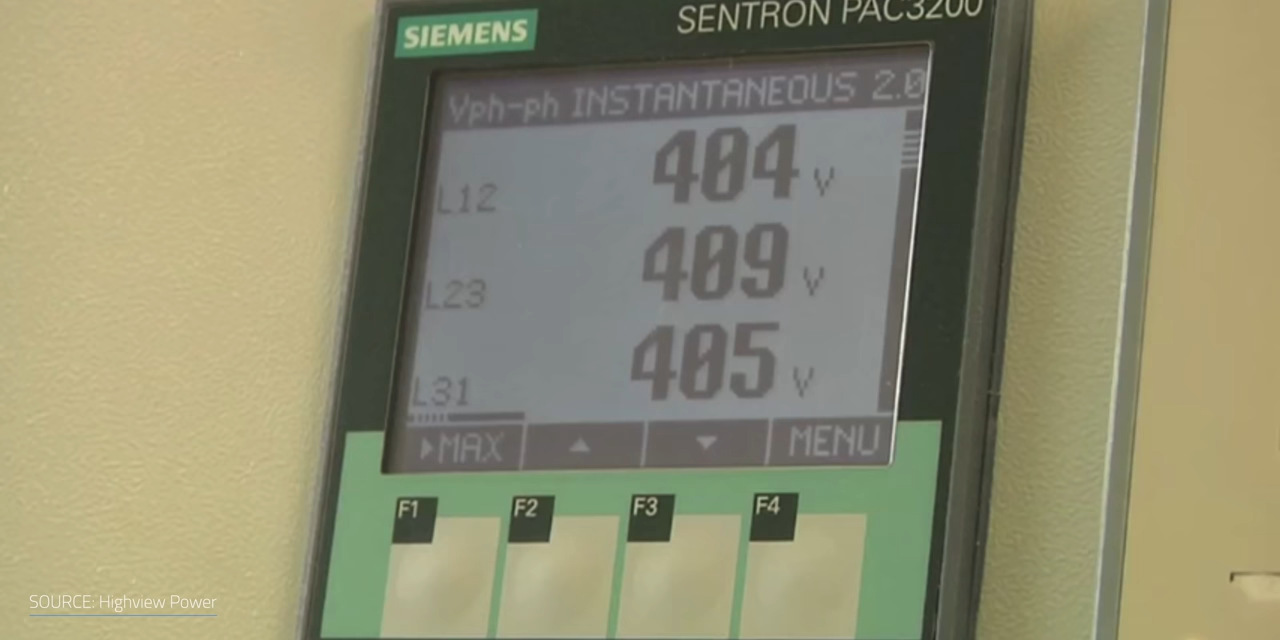 SIEMENS
SENTRON PAC3200
Vph-ph INSTANTANEOUS 2.0
L12 404 V
L23 409 V
L31 405 V
▸MAX ▲ ▼ MENU
F1 F2 F3 F4
SOURCE: Highview Power